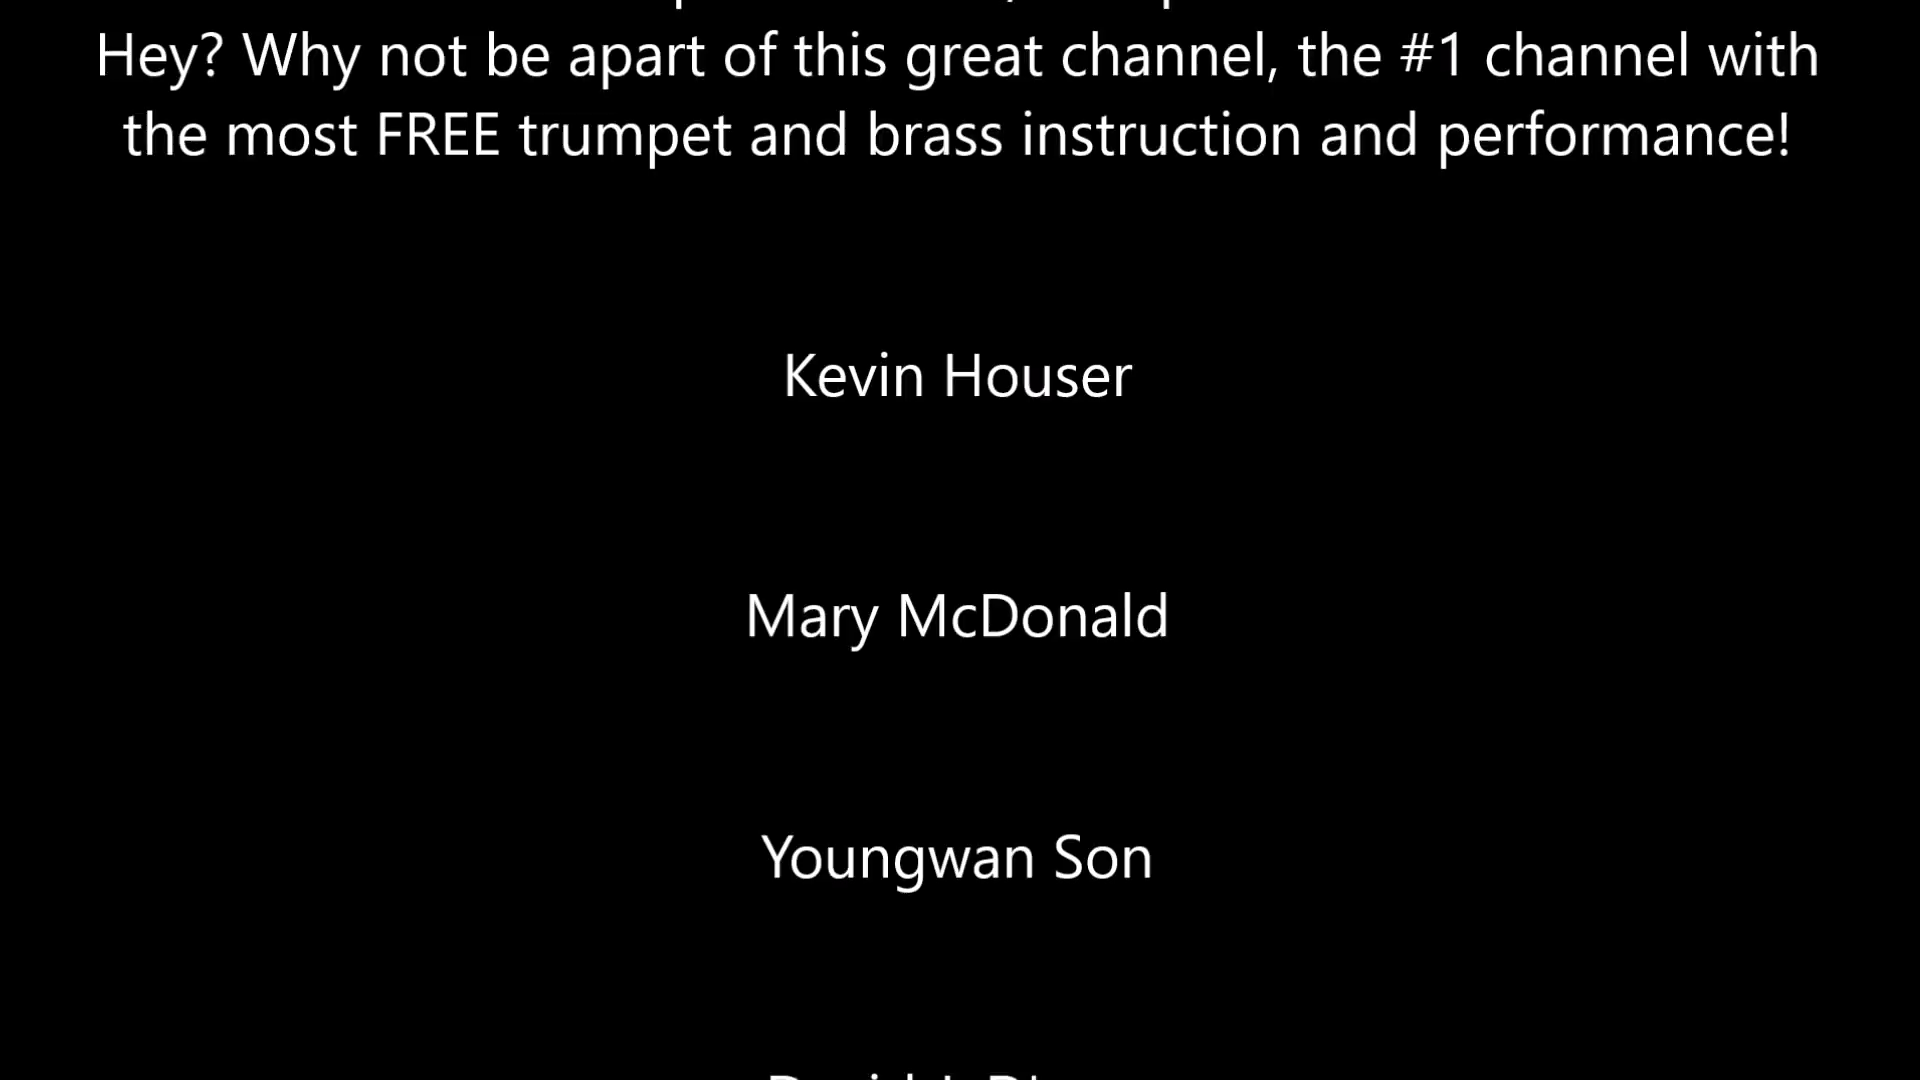 Hey? Why not be apart of this great channel, the #1 channel with
the most FREE trumpet and brass instruction and performance!
Kevin Houser
Mary McDonald
Youngwan Son